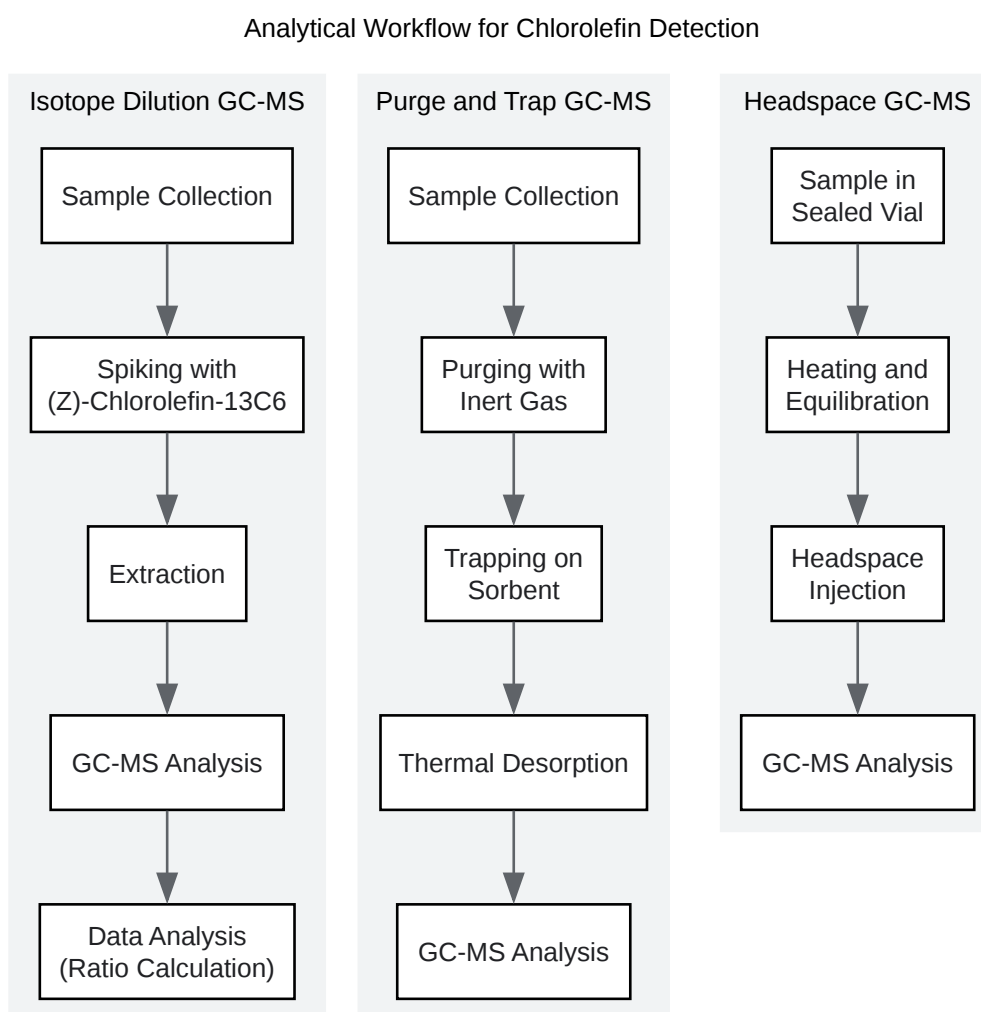 Analytical Workflow for Chlorolefin Detection
Isotope Dilution GC-MS
Sample Collection
Spiking with
(Z)-Chlorolefin-13C6
Extraction
GC-MS Analysis
Data Analysis
(Ratio Calculation)
Purge and Trap GC-MS
Sample Collection
Purging with
Inert Gas
Trapping on
Sorbent
Thermal Desorption
GC-MS Analysis
Headspace GC-MS
Sample in
Sealed Vial
Heating and
Equilibration
Headspace
Injection
GC-MS Analysis